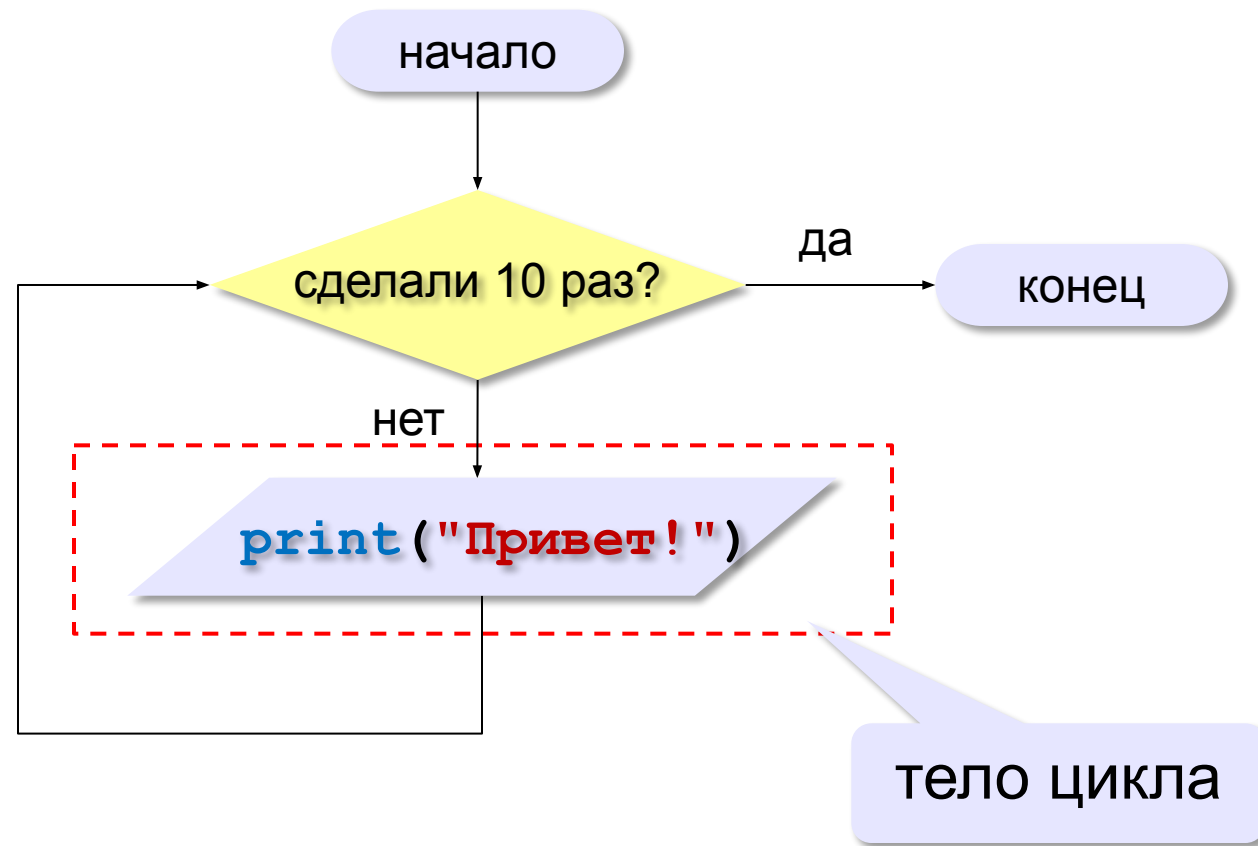 начало
сделали 10 раз?
да
конец
нет
print("Привет!")
тело цикла